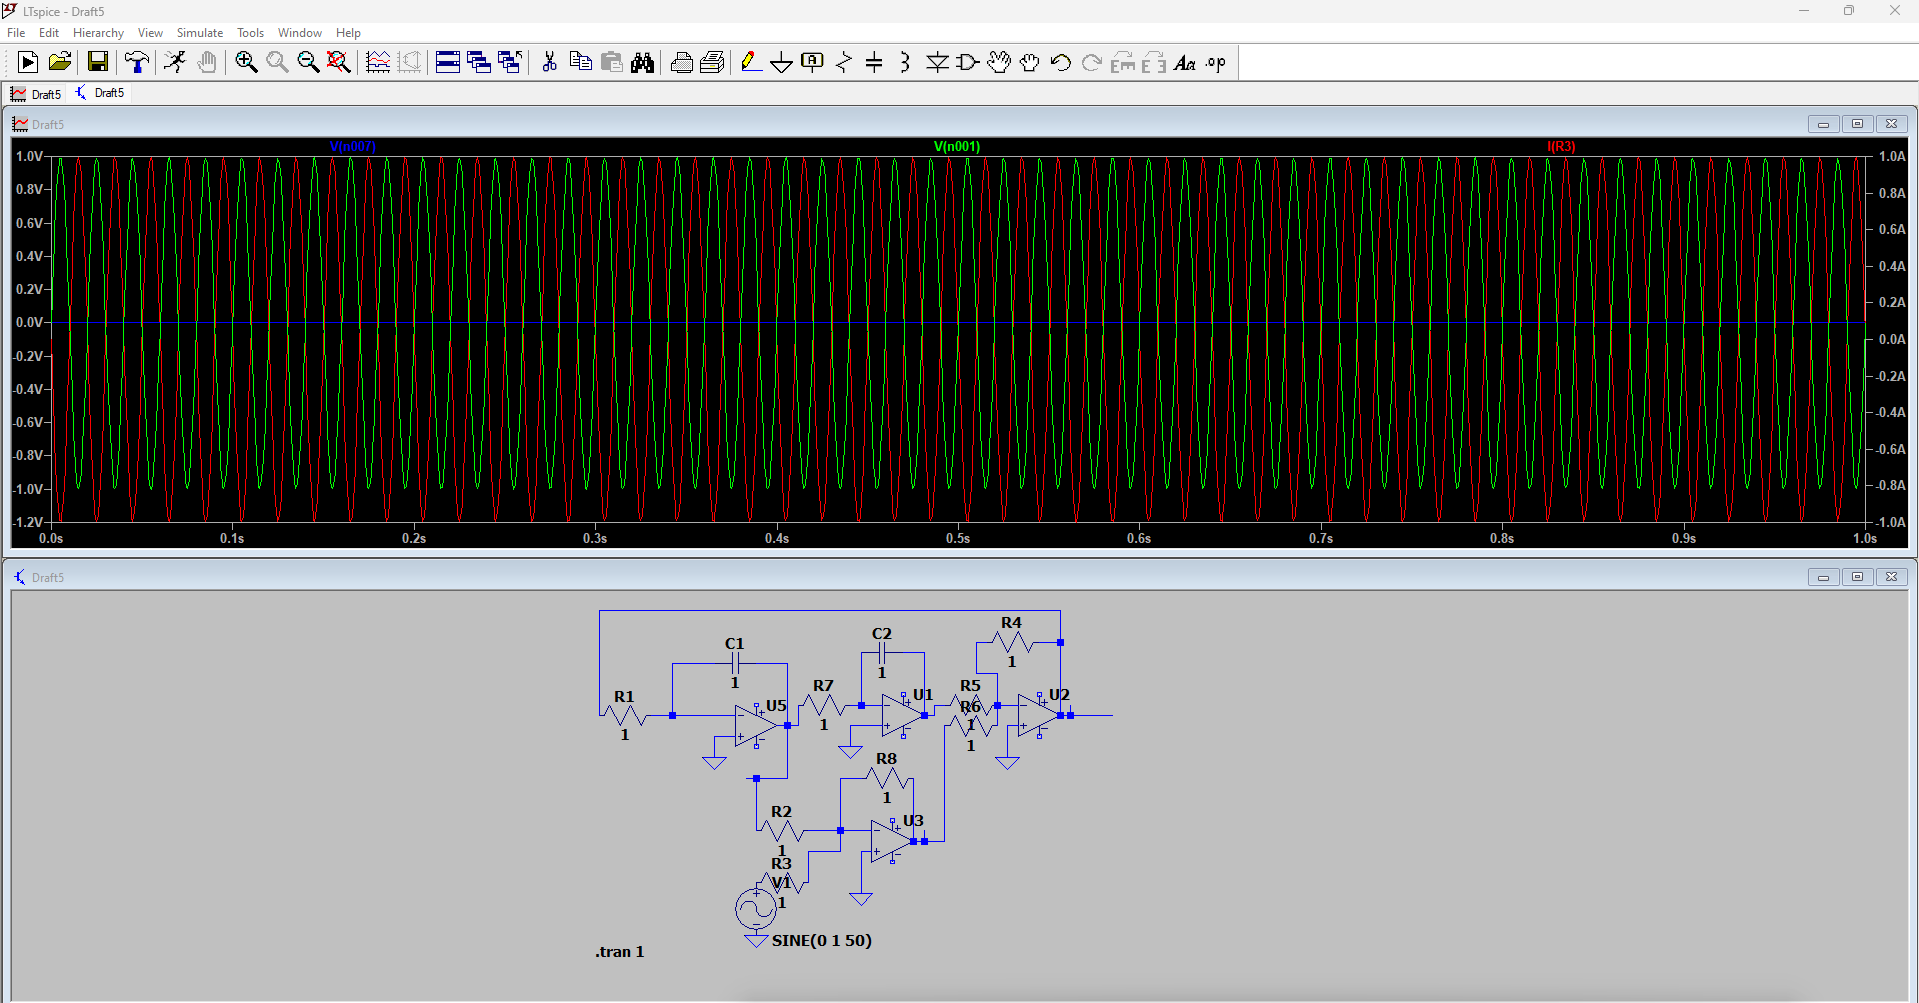 LTspice - Draft5
File Edit Hierarchy View Simulate Tools Window Help
A Aa .op
Draft5 Draft5
Draft5
V(n007) V(n001) I(R3)
1.0V 1.0A
0.8V 0.8A
0.6V 0.6A
0.4V 0.4A
0.2V 0.2A
0.0V 0.0A
-0.2V -0.2A
-0.4V -0.4A
-0.6V -0.6A
-0.8V -0.8A
-1.0V -1.0A
-1.2V
0.0s 0.1s 0.2s 0.3s 0.4s 0.5s 0.6s 0.7s 0.8s 0.9s 1.0s
Draft5
R4
1
C2
1
C1
1
R7
1
R5
1
R6
1
R1
1
U5
U1
U2
R8
1
R2
1
U3
R3
1
V1
SINE(0 1 50)
.tran 1